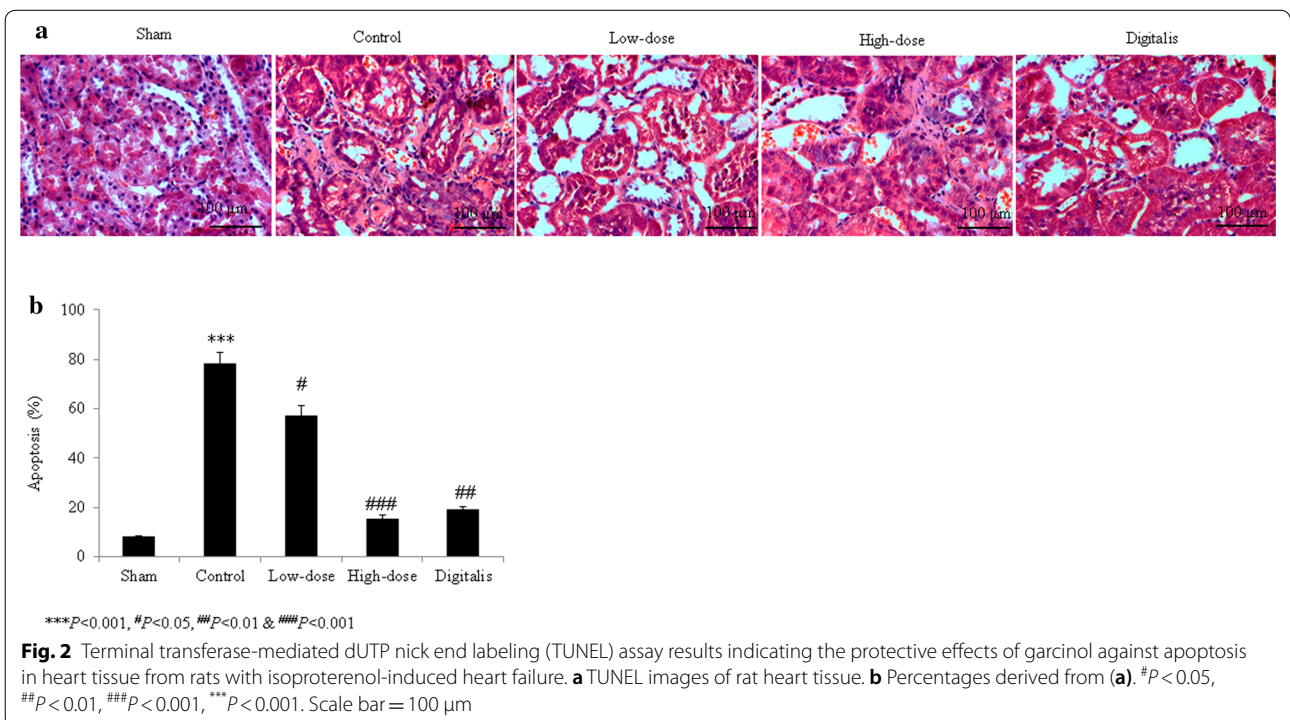 a
Sham Control Low-dose High-dose Digitalis
100 µm 100 µm 100 µm 100 µm 100 µm
b
100
80
60
40
20
0
Apoptosis (%)
***
#
###
##
Sham Control Low-dose High-dose Digitalis
***P<0.001, #P<0.05, ##P<0.01 & ###P<0.001
Fig. 2 Terminal transferase-mediated dUTP nick end labeling (TUNEL) assay results indicating the protective effects of garcinol against apoptosis
in heart tissue from rats with isoproterenol-induced heart failure. a TUNEL images of rat heart tissue. b Percentages derived from (a). #P < 0.05,
##P < 0.01, ###P < 0.001, ***P < 0.001. Scale bar = 100 µm